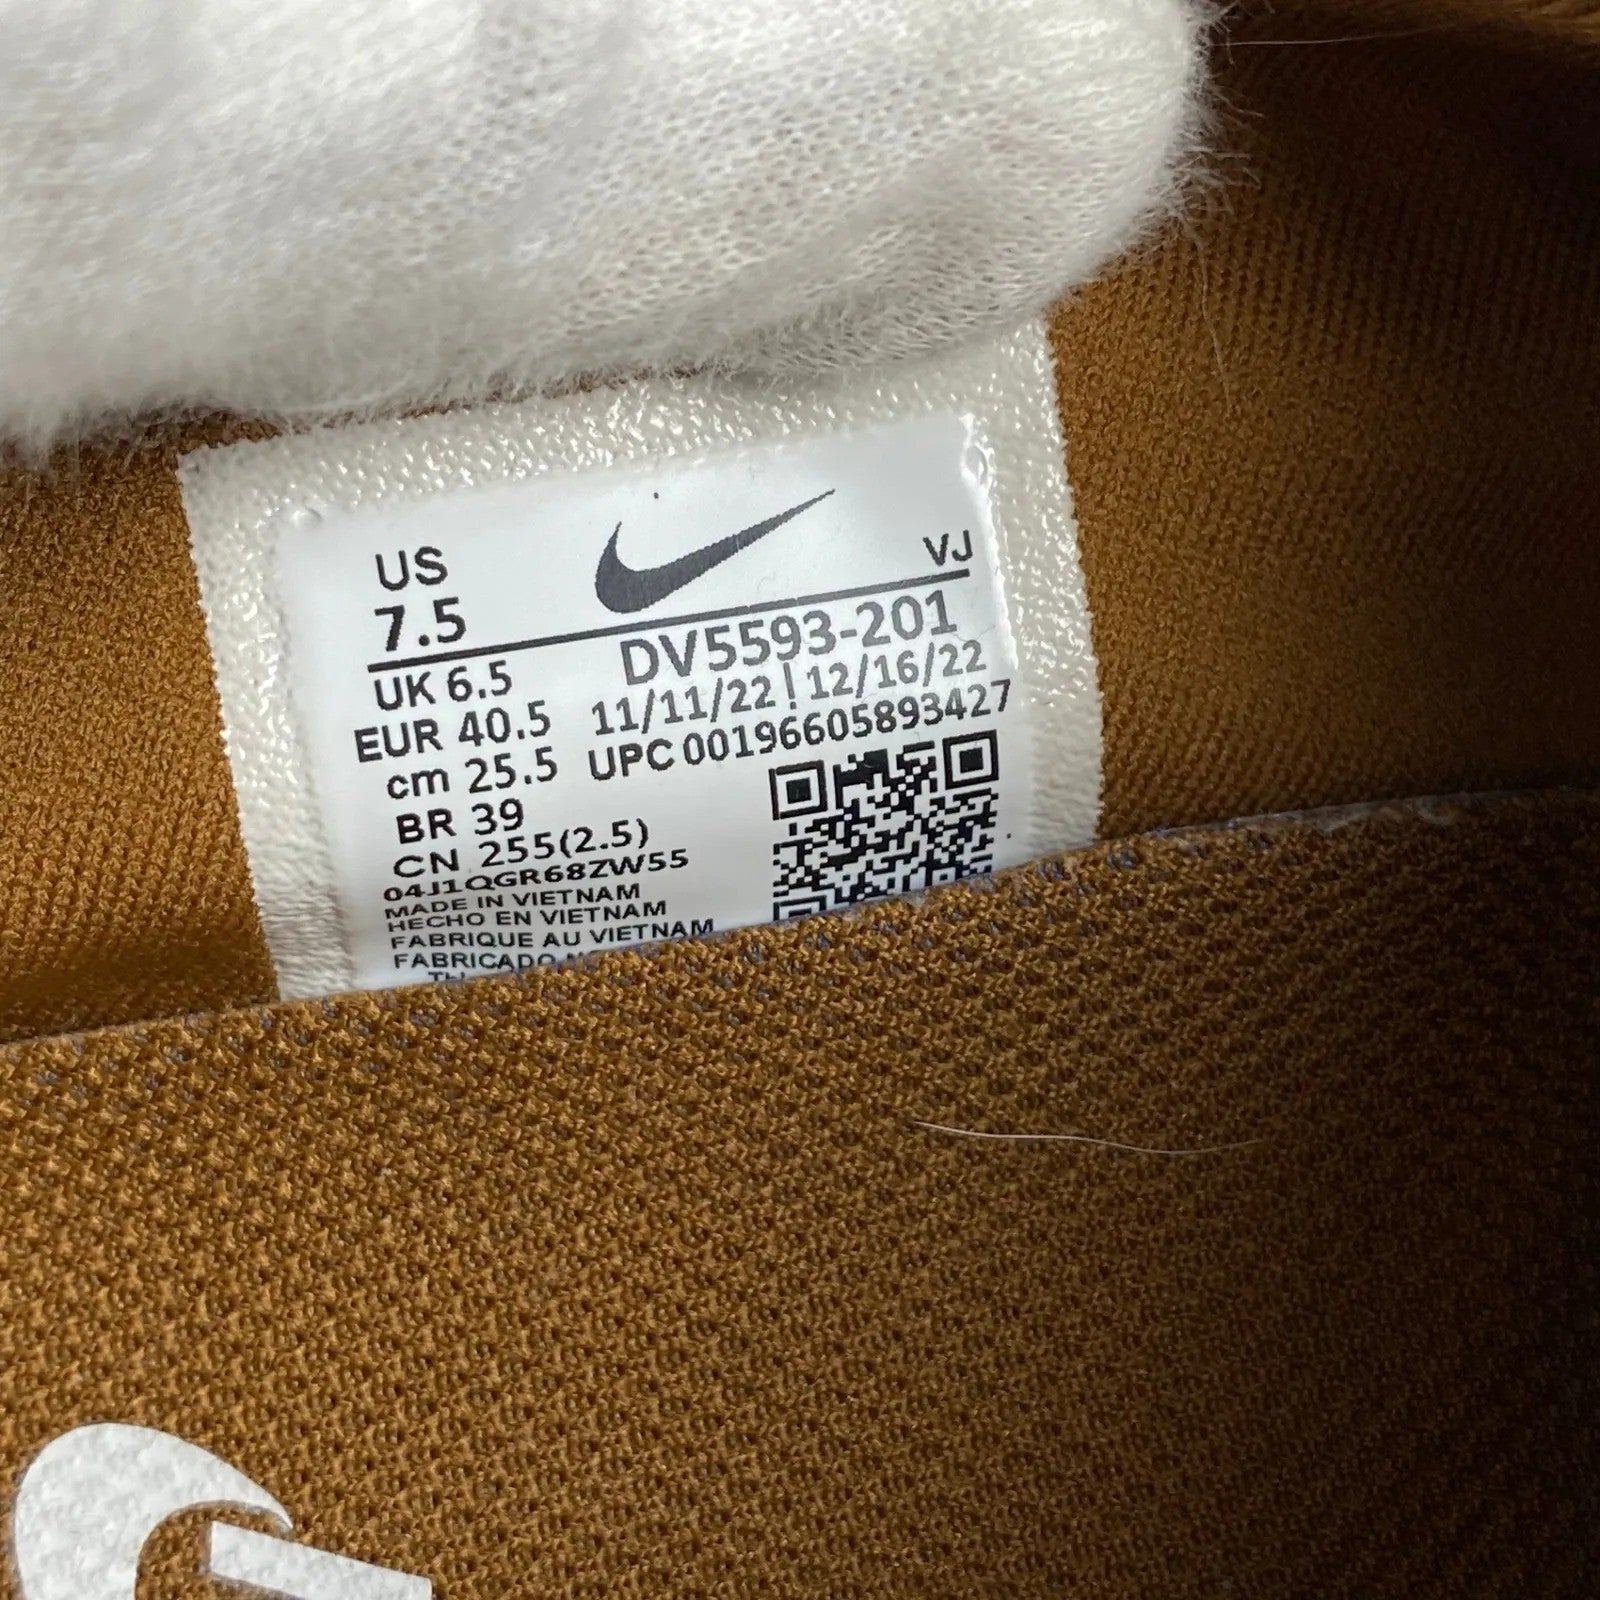 US
7.5
VJ
UK 6.5
DV5593-201
EUR 40.5
11/11/22 ! 12/16/22
cm 25.5
UPC 00196605893427
BR 39
CN 255(2.5)
04J1QGR68ZW55
MADE IN VIETNAM
HECHO EN VIETNAM
FABRIQUE AU VIETNAM
FABRICADO